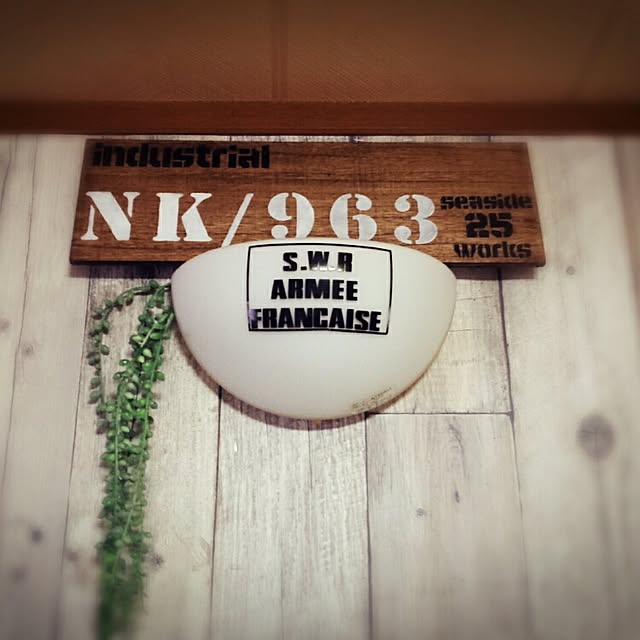 industrial
NK/963
seaside
25
works
S.W.R
ARMEE
FRANCAISE